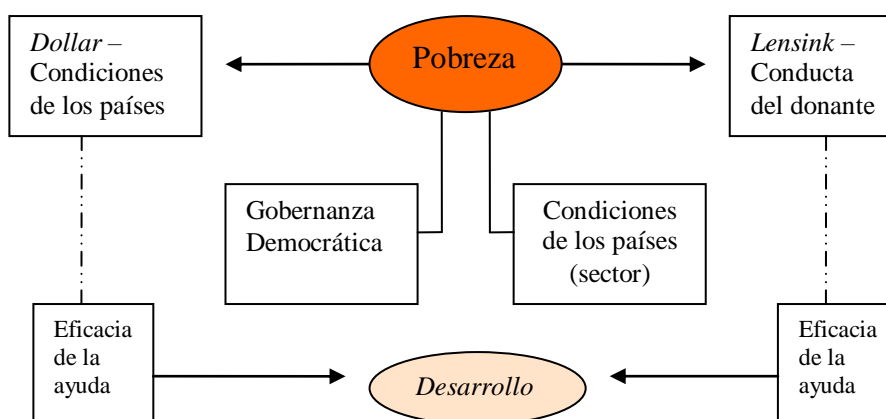 Dollar –
Condiciones
de los países
Pobreza
Lensink –
Conducta
del donante
Gobernanza
Democrática
Condiciones
de los países
(sector)
Eficacia
de la
ayuda
Desarrollo
Eficacia
de la
ayuda